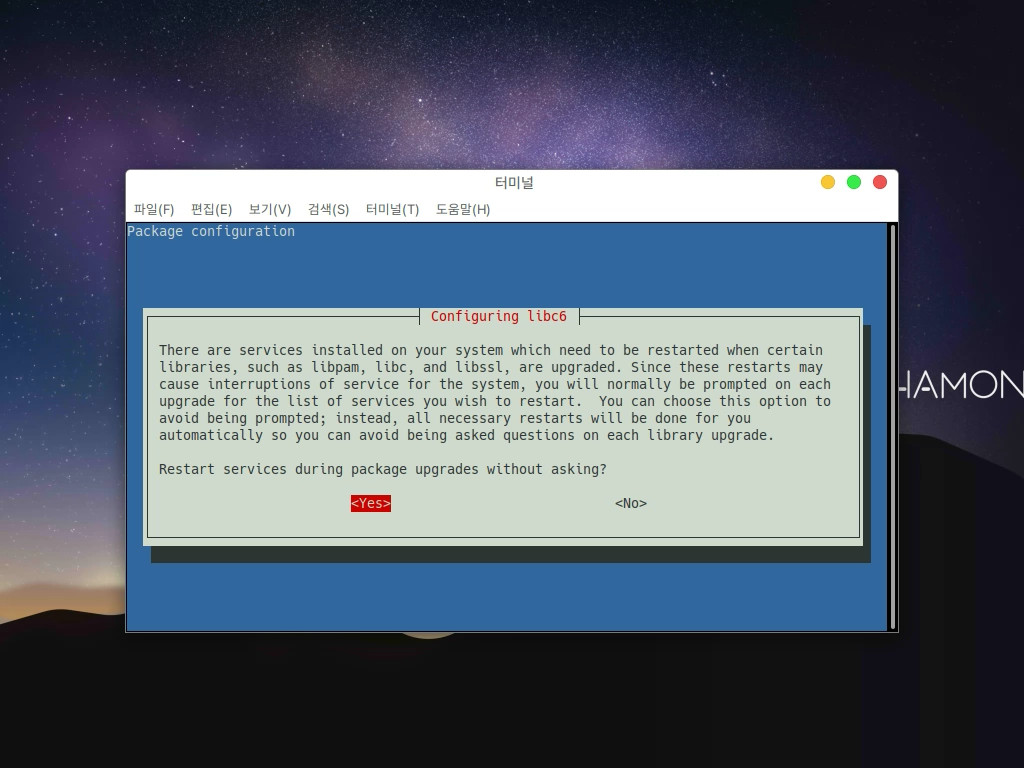 터미널
파일(F) 편집(E) 보기(V) 검색(S) 터미널(T) 도움말(H)
Package configuration
Configuring libc6
There are services installed on your system which need to be restarted when certain
libraries, such as libpam, libc, and libssl, are upgraded. Since these restarts may
cause interruptions of service for the system, you will normally be prompted on each
upgrade for the list of services you wish to restart.  You can choose this option to
avoid being prompted; instead, all necessary restarts will be done for you
automatically so you can avoid being asked questions on each library upgrade.
Restart services during package upgrades without asking?
<Yes> <No>
HAMON